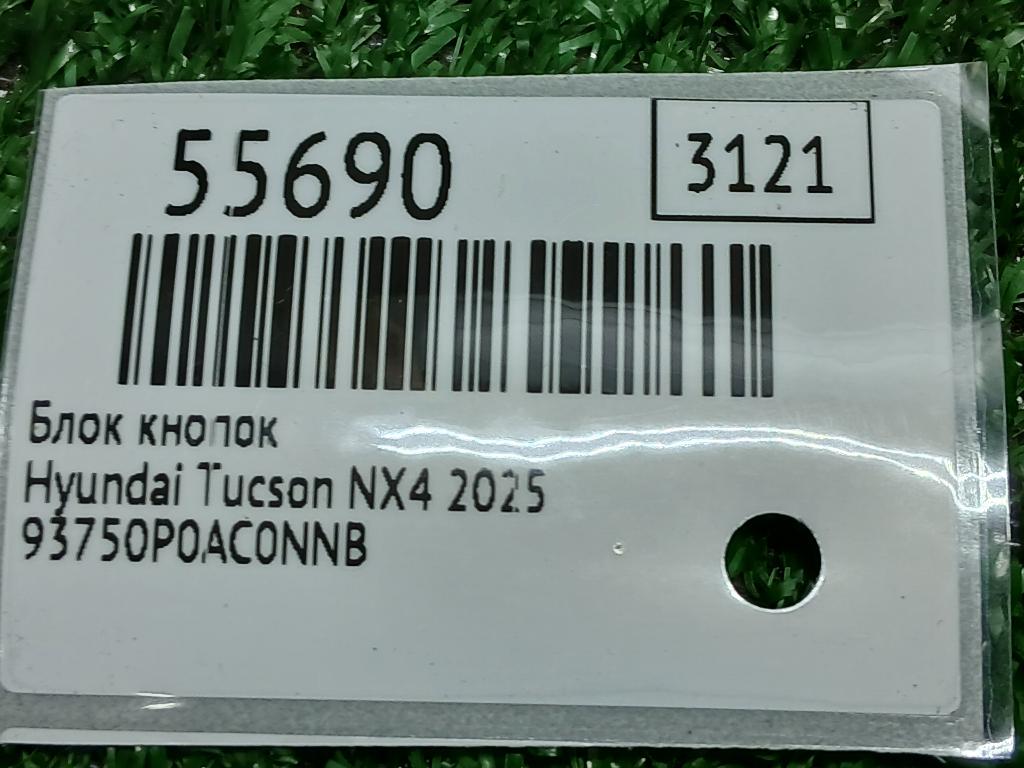 55690
3121
Блок кнопок
Hyundai Tucson NX4 2025
93750P0AC0NNB